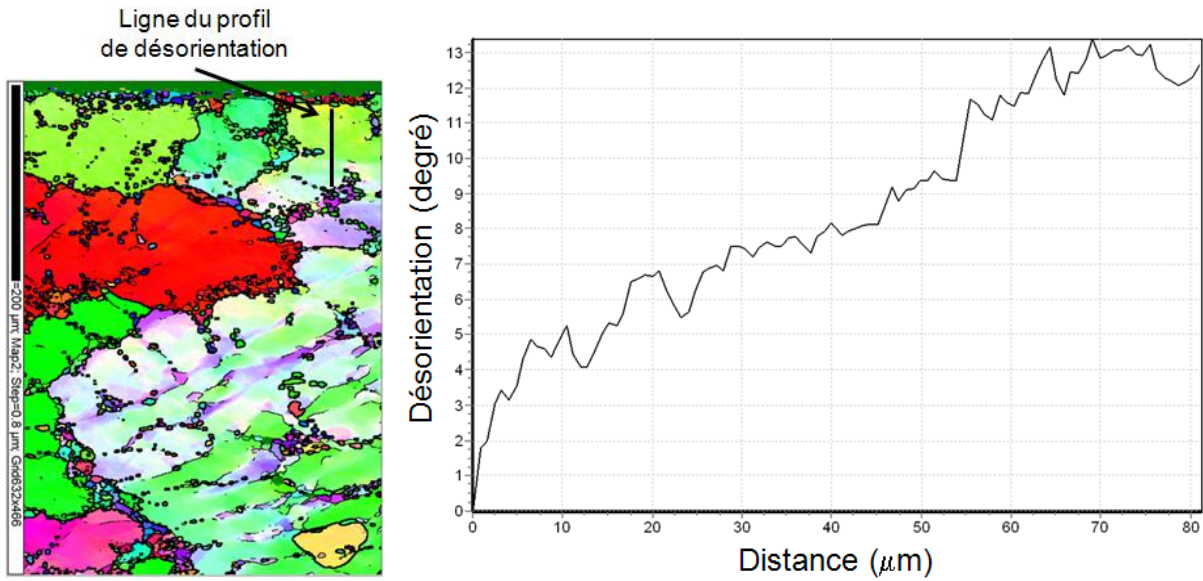 Ligne du profil
de désorientation
=200 µm; Map2; Step=0.8 µm; Grid632x466
Désorientation (degré)
13
12
11
10
9
8
7
6
5
4
3
2
1
0
0 10 20 30 40 50 60 70 80
Distance (µm)